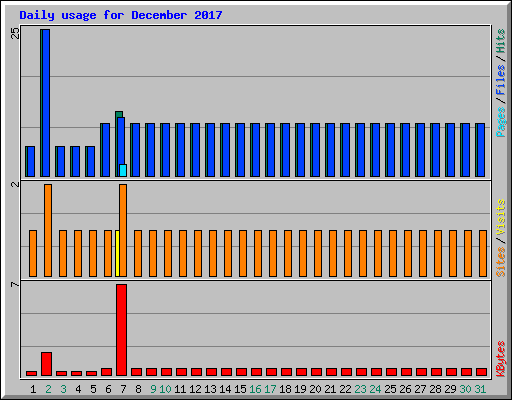 Daily usage for December 2017
25
Pages / Files / Hits
2
Sites / Visits
7
KBytes
1 2 3 4 5 6 7 8 9 10 11 12 13 14 15 16 17 18 19 20 21 22 23 24 25 26 27 28 29 30 31